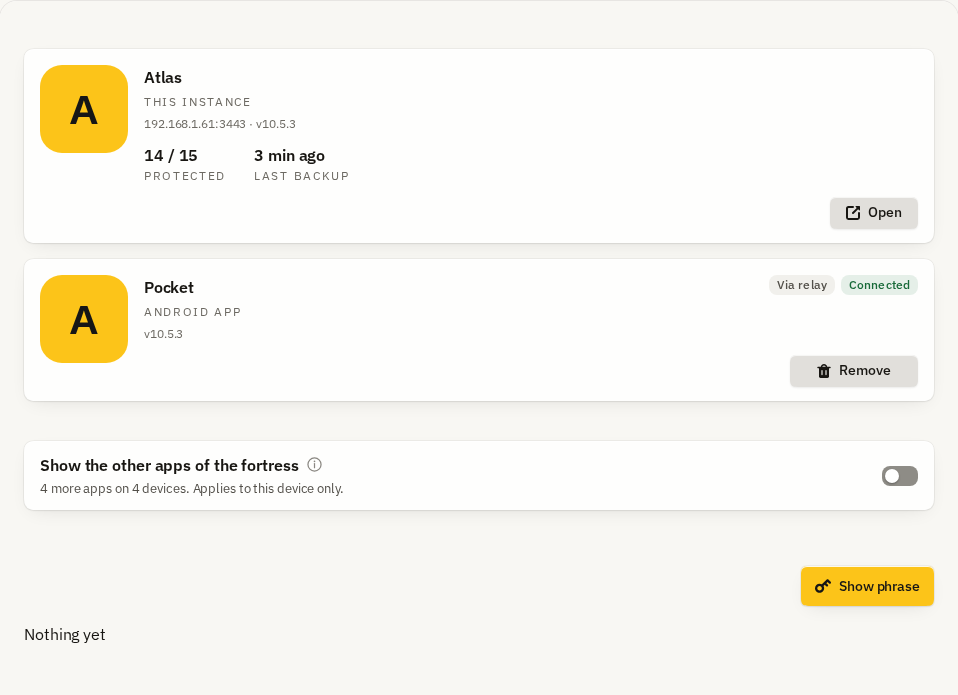 A
Atlas
THIS INSTANCE
192.168.1.61:3443 · v10.5.3
14 / 15
PROTECTED
3 min ago
LAST BACKUP
Open
A
Pocket
ANDROID APP
v10.5.3
Via relay
Connected
Remove
Show the other apps of the fortress
4 more apps on 4 devices. Applies to this device only.
Show phrase
Nothing yet